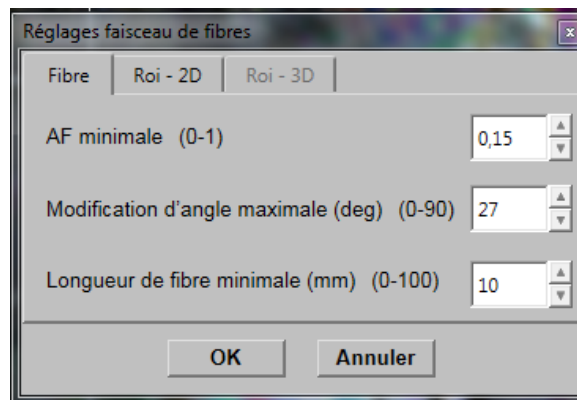 Réglages faisceau de fibres
Fibre Roi - 2D Roi - 3D
AF minimale (0-1) 0,15
Modification d'angle maximale (deg) (0-90) 27
Longueur de fibre minimale (mm) (0-100) 10
OK Annuler